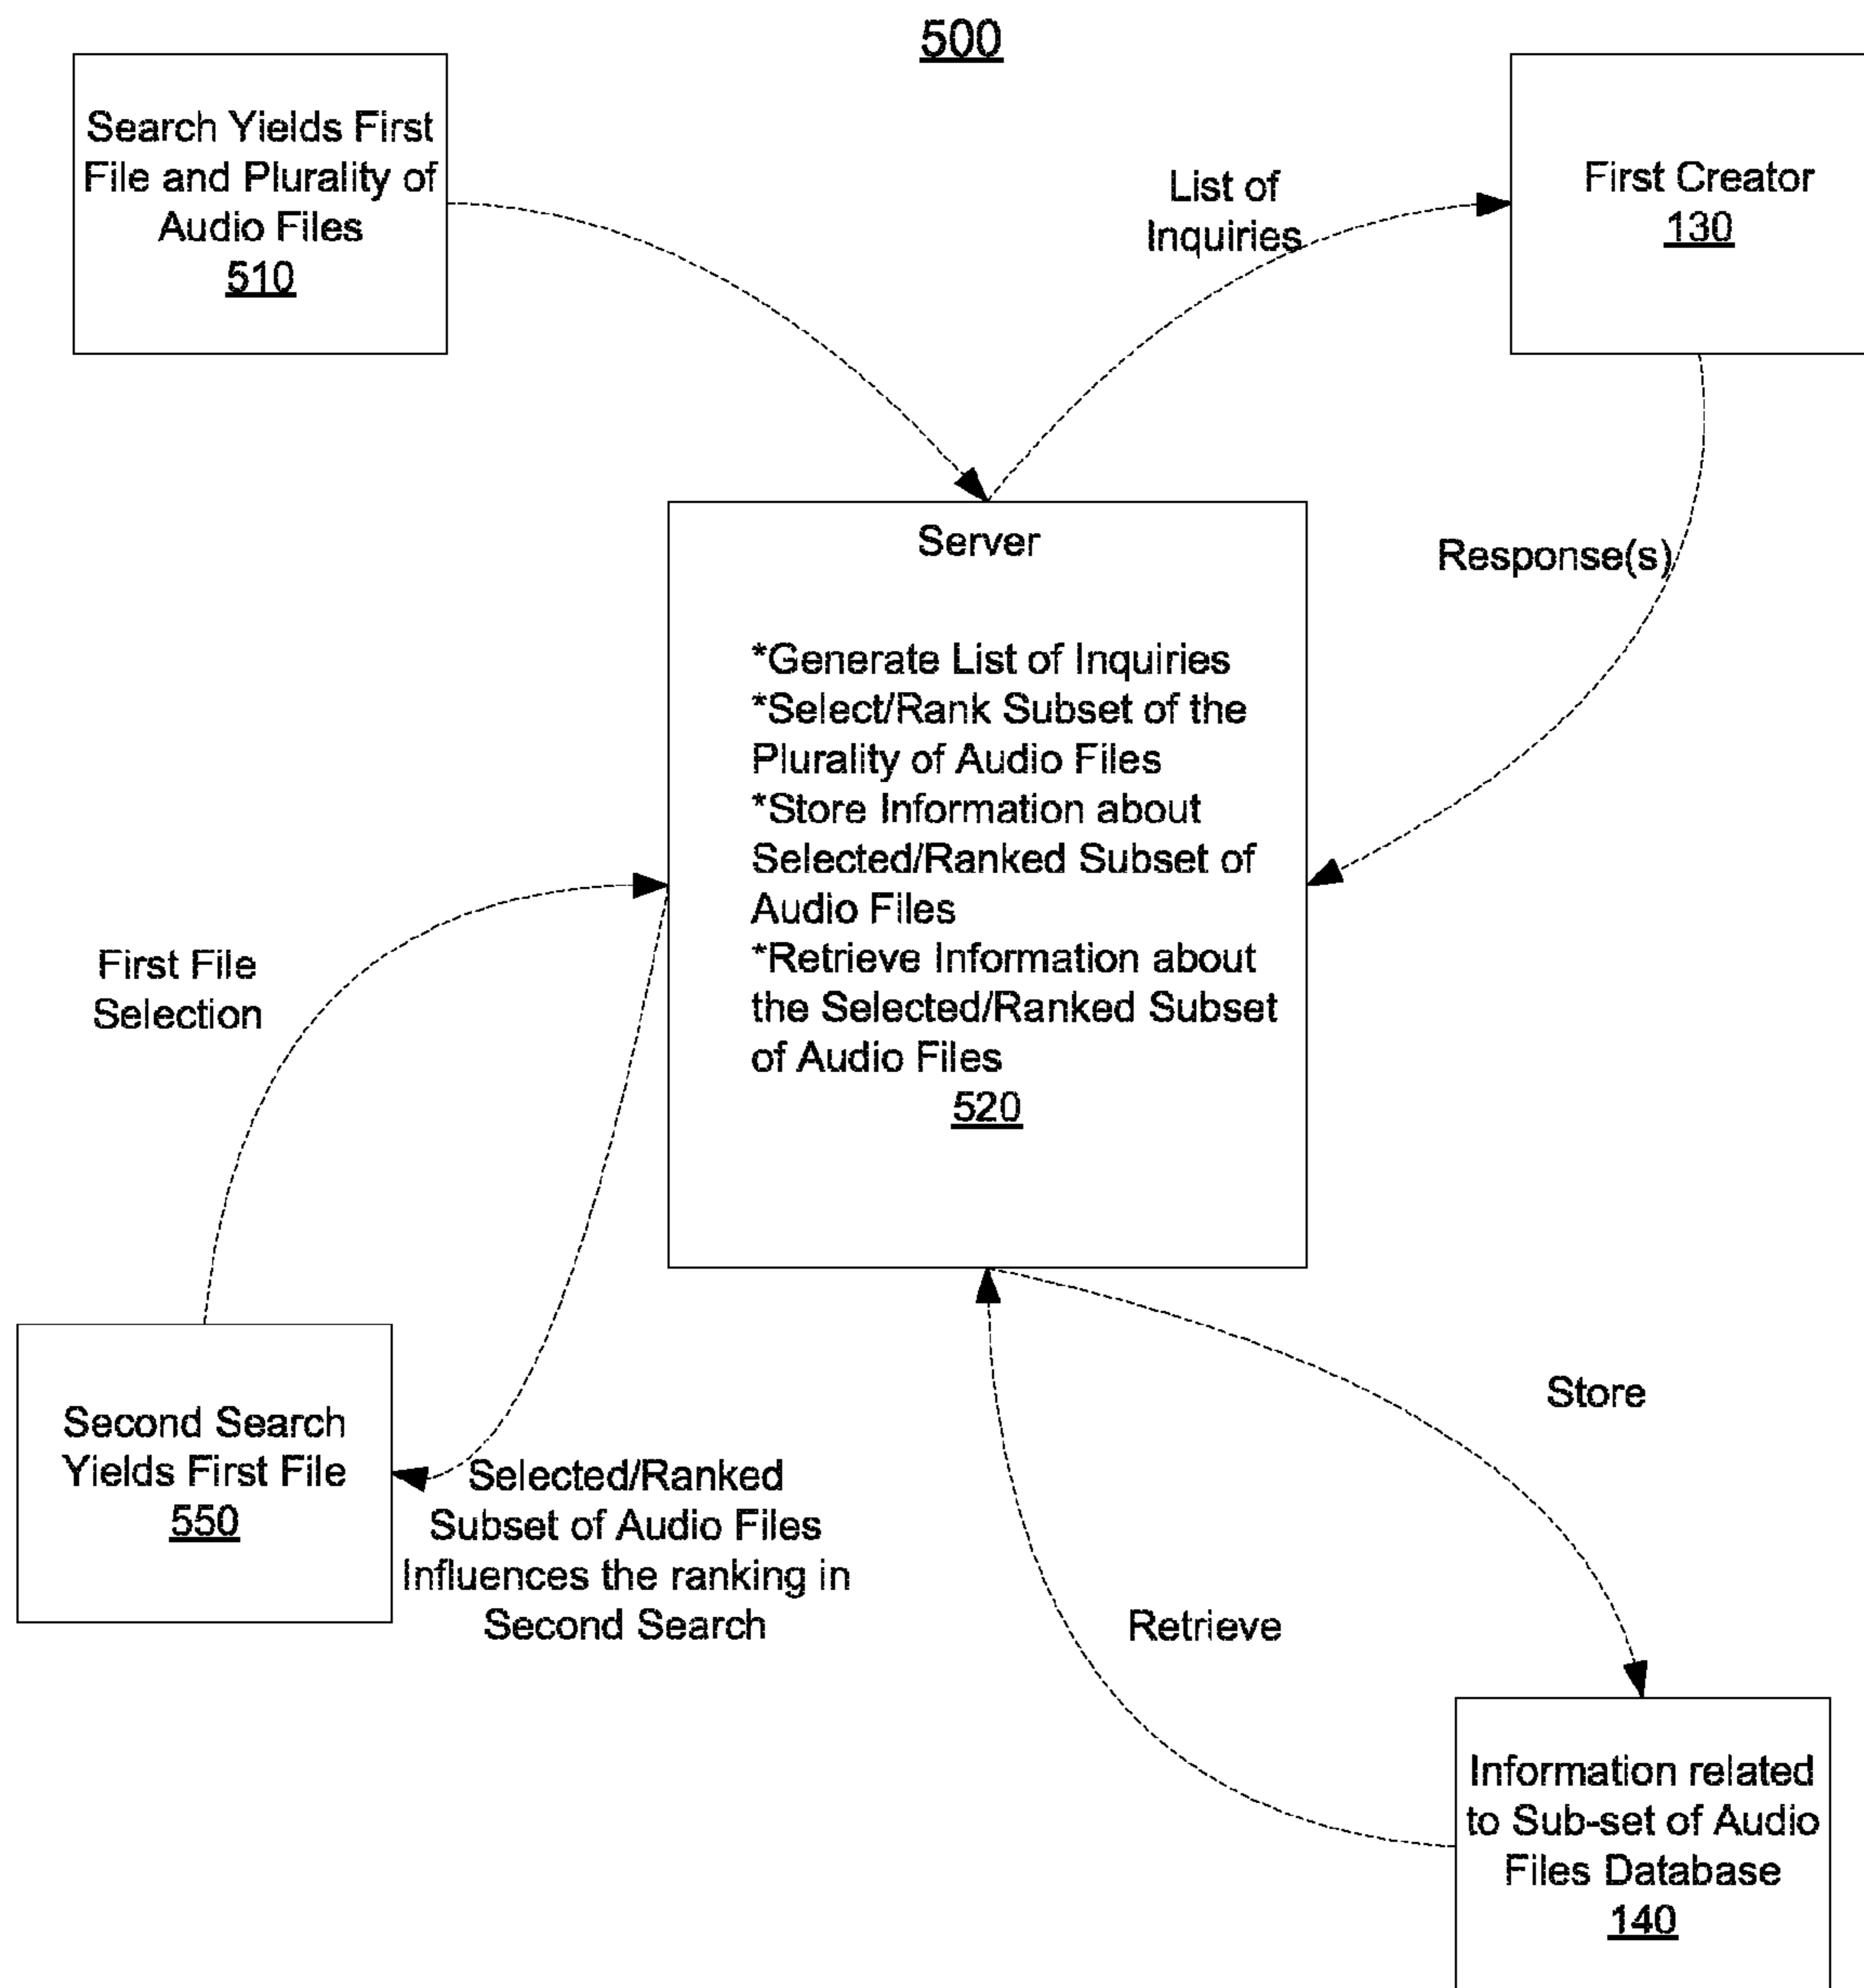 500
Search Yields First
File and Plurality of
Audio Files
510
List of
Inquiries
First Creator
130
Response(s)
Server
*Generate List of Inquiries
*Select/Rank Subset of the
Plurality of Audio Files
*Store Information about
Selected/Ranked Subset of
Audio Files
*Retrieve Information about
the Selected/Ranked Subset
of Audio Files
520
First File
Selection
Second Search
Yields First File
550
Selected/Ranked
Subset of Audio Files
Influences the ranking in
Second Search
Store
Retrieve
Information related
to Sub-set of Audio
Files Database
140